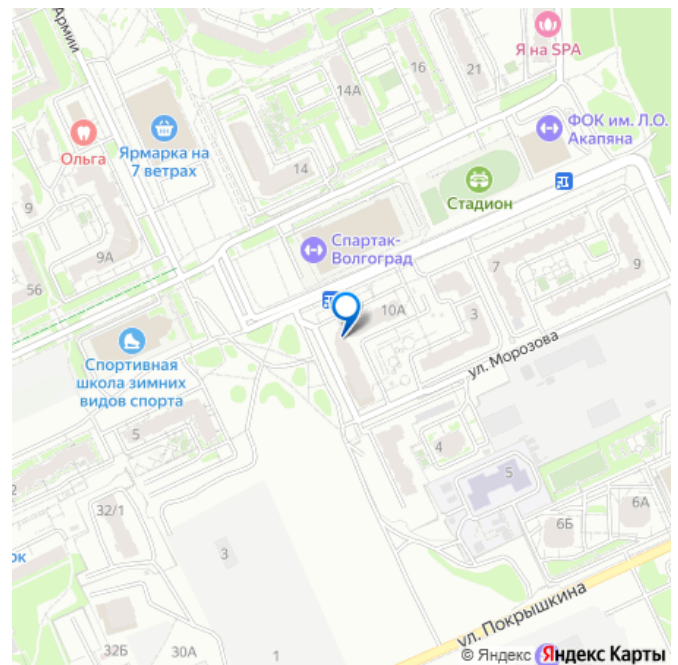 Армии
Я на SPA
16
21
14А
ФОК им. Л.О.
Акапяна
Ольга
Ярмарка на
7 ветрах
14
Стадион
9
Спартак-
Волгоград
9А
7
9
56
10А
3
ул. Морозова
Спортивная
школа зимних
видов спорта
5
4
5
2
32/1
6А
6Б
ок
3
ул. Покрышкина
32Б
30А
1
© Яндекс
Яндекс Карты